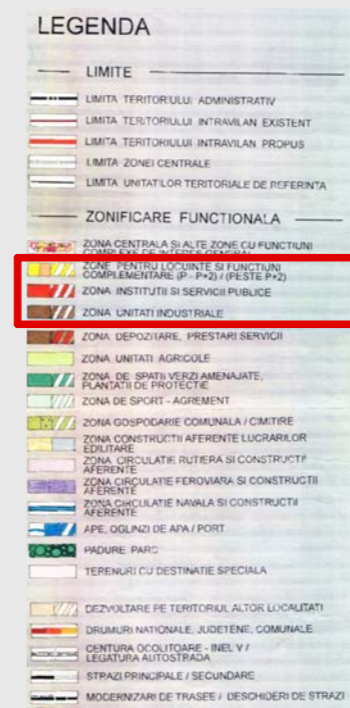 LEGENDA
LIMITE
LIMITA TERITORIULUI ADMINISTRATIV
LIMITA TERITORIULUI INTRAVILAN EXISTENT
LIMITA TERITORIULUI INTRAVILAN PROPUS
LIMITA ZONEI CENTRALE
LIMITA UNITATILOR TERITORIALE DE REFERINTA
ZONIFICARE FUNCTIONALA
ZONA CENTRALA SI ALTE ZONE CU FUNCTIUNI
COMPLEXE DE INTERES GENERAL
ZONE PENTRU LOCUINTE SI FUNCTIUNI
COMPLEMENTARE (P - P+2) / (PESTE P+2)
ZONA INSTITUTII SI SERVICII PUBLICE
ZONA UNITATI INDUSTRIALE
ZONA DEPOZITARE, PRESTARI SERVICII
ZONA UNITATI AGRICOLE
ZONA DE SPATII VERZI AMENAJATE,
PLANTATII DE PROTECTIE
ZONA DE SPORT - AGREMENT
ZONA GOSPODARIE COMUNALA / CIMITIRE
ZONA CONSTRUCTII AFERENTE LUCRARILOR
EDILITARE
ZONA CIRCULATIE RUTIERA SI CONSTRUCTII
AFERENTE
ZONA CIRCULATIE FEROVIARA SI CONSTRUCTII
AFERENTE
ZONA CIRCULATIE NAVALA SI CONSTRUCTII
AFERENTE
APE, OGLINZI DE APA / PORT
PADURE PARC
TERENURI CU DESTINATIE SPECIALA
DEZVOLTARE PE TERITORIUL ALTOR LOCALITATI
DRUMURI NATIONALE, JUDETENE, COMUNALE
CENTURA OCOLITOARE - INEL V /
LEGATURA AUTOSTRADA
STRAZI PRINCIPALE / SECUNDARE
MODERNIZARI DE TRASEE / DESCHIDERI DE STRAZI